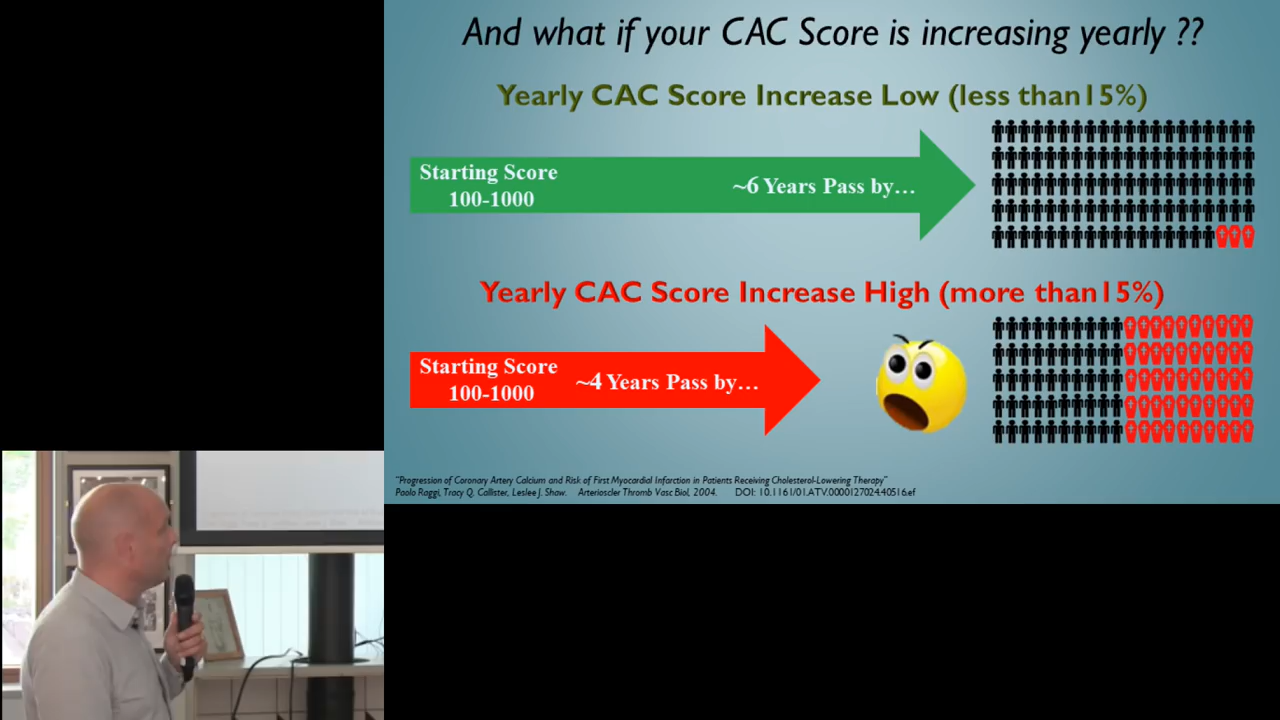 And what if your CAC Score is increasing yearly ??
Yearly CAC Score Increase Low (less than15%)
Starting Score
100-1000
~6 Years Pass by…
Yearly CAC Score Increase High (more than15%)
Starting Score
100-1000
~4 Years Pass by…
"Progression of Coronary Artery Calcium and Risk of First Myocardial Infarction in Patients Receiving Cholesterol-Lowering Therapy"
Paolo Raggi, Tracy Q. Callister, Leslee J. Shaw. Arterioscler Thromb Vasc Biol, 2004. DOI: 10.1161/01.ATV.0000127024.40516.ef